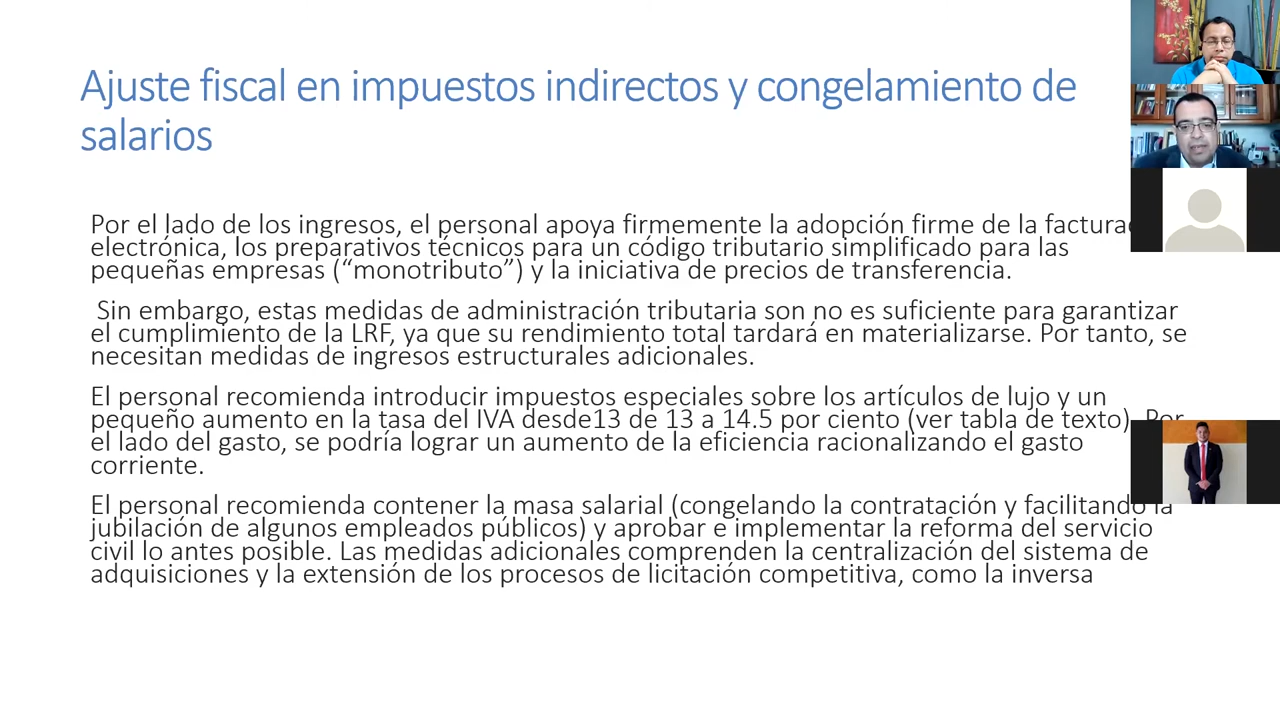 Ajuste fiscal en impuestos indirectos y congelamiento de
salarios
Por el lado de los ingresos, el personal apoya firmemente la adopción firme de la
electrónica, los preparativos técnicos para un código tributario simplificado para las
pequeñas empresas (“monotributo”) y la iniciativa de precios de transferencia.
Sin embargo, estas medidas de administración tributaria son no es suficiente para garantizar
el cumplimiento de la LRF, ya que su rendimiento total tardará en materializarse. Por tanto, se
necesitan medidas de ingresos estructurales adicionales.
El personal recomienda introducir impuestos especiales sobre los artículos de lujo y un
pequeño aumento en la tasa del IVA desde13 de 13 a 14.5 por ciento (ver tabla de texto). Por
el lado del gasto, se podría lograr un aumento de la eficiencia racionalizando el gasto
corriente.
El personal recomienda contener la masa salarial (congelando la contratación y facilitando la
jubilación de algunos empleados públicos) y aprobar e implementar la reforma del servicio
civil lo antes posible. Las medidas adicionales comprenden la centralización del sistema de
adquisiciones y la extensión de los procesos de licitación competitiva, como la inversa